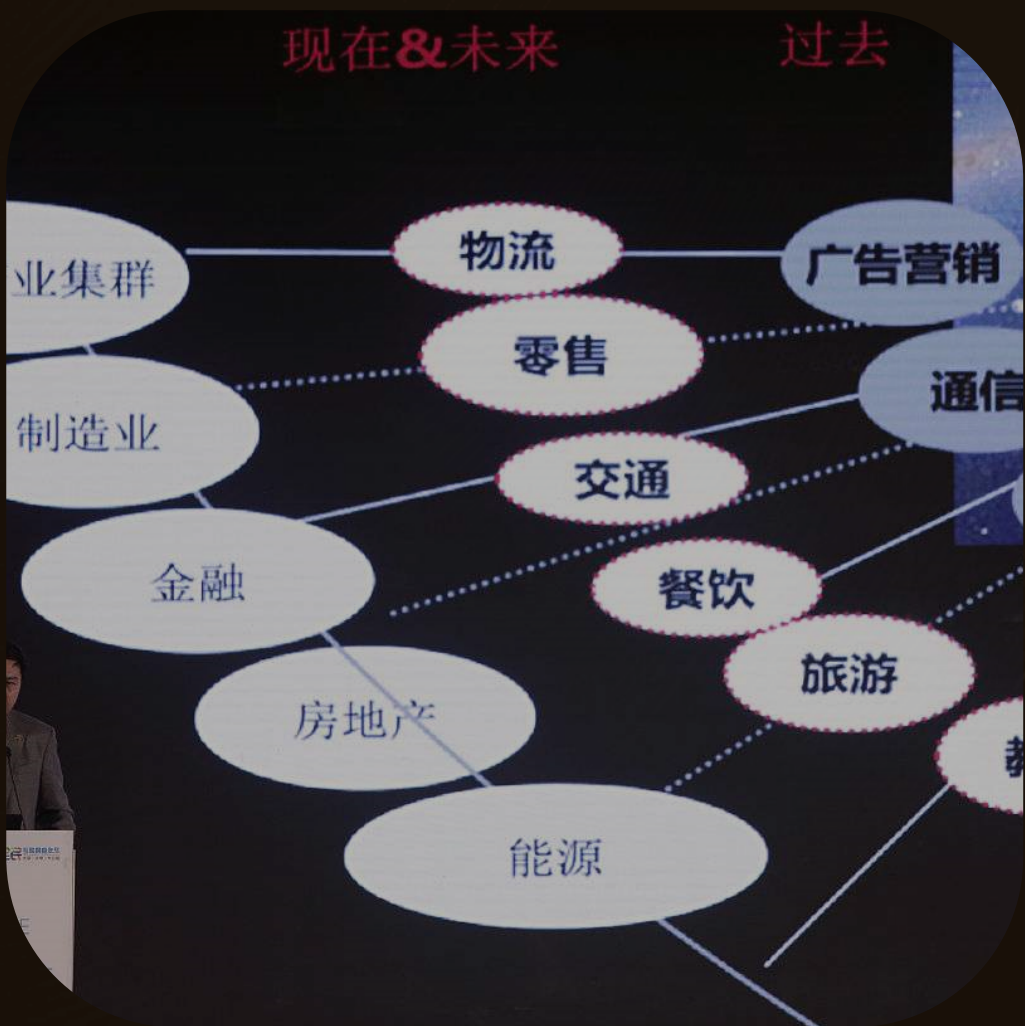 现在&未来
过去
物流
广告营销
业集群
零售
通信
制造业
交通
金融
餐饮
旅游
房地产
能源